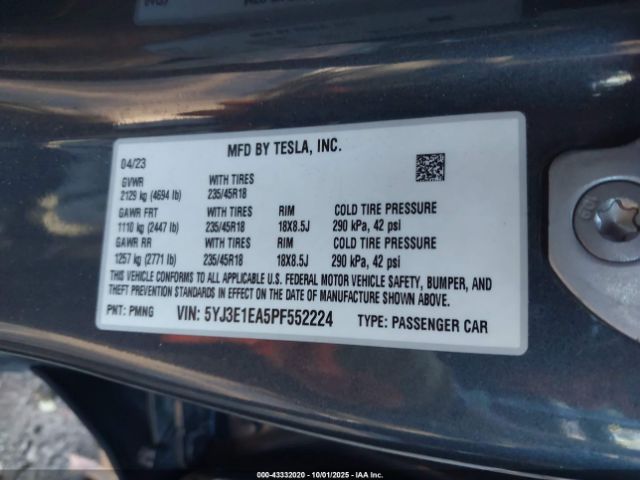 MFD BY TESLA, INC.
04/23
GVWR WITH TIRES
2129 kg (4694 lb) 235/45R18
GAWR FRT WITH TIRES RIM COLD TIRE PRESSURE
1110 kg (2447 lb) 235/45R18 18X8.5J 290 kPa, 42 psi
GAWR RR WITH TIRES RIM COLD TIRE PRESSURE
1257 kg (2771 lb) 235/45R18 18X8.5J 290 kPa, 42 psi
THIS VEHICLE CONFORMS TO ALL APPLICABLE U.S. FEDERAL MOTOR VEHICLE SAFETY, BUMPER, AND
THEFT PREVENTION STANDARDS IN EFFECT ON THE DATE OF MANUFACTURE SHOWN ABOVE.
PNT: PMNG VIN: 5YJ3E1EA5PF552224 TYPE: PASSENGER CAR
000-43332020 - 10/01/2025 - IAAC